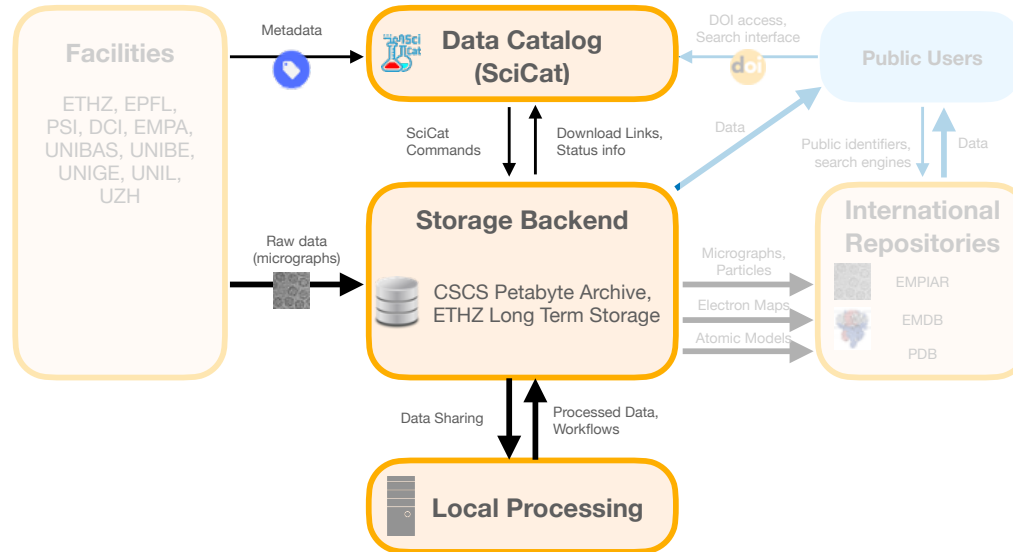 Facilities
ETHZ, EPFL,
PSI, DCI, EMPA,
UNIBAS, UNIBE,
UNIGE, UNIL,
UZH
Metadata
Data Catalog
(SciCat)
DOI access,
Search interface
doi
Public Users
SciCat
Commands
Download Links,
Status info
Data
Public identifiers,
search engines
Data
Raw data
(micrographs)
Storage Backend
CSCS Petabyte Archive,
ETHZ Long Term Storage
Micrographs,
Particles
Electron Maps
Atomic Models
International
Repositories
EMPIAR
EMDB
PDB
Data Sharing
Processed Data,
Workflows
Local Processing